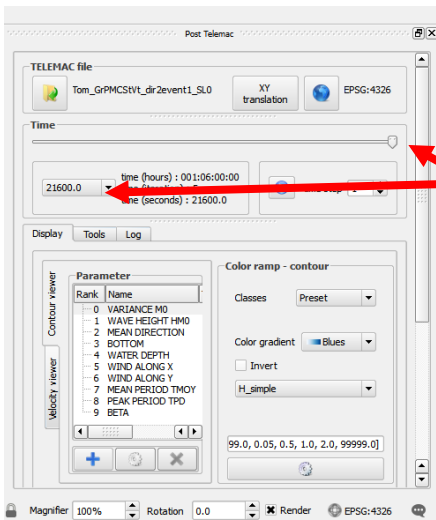 Post Telemac
TELEMAC file
Tom_GrPMCStVt_dir2event1_SL0
XY translation
EPSG:4326
Time
21600.0
time (hours) : 001:06:00:00
time (seconds) : 21600.0
Display Tools Log
Contour viewer
Velocity viewer
Parameter
Rank Name
0 VARIANCE M0
1 WAVE HEIGHT HM0
2 MEAN DIRECTION
3 BOTTOM
4 WATER DEPTH
5 WIND ALONG X
6 WIND ALONG Y
7 MEAN PERIOD TMOY
8 PEAK PERIOD TPD
9 BETA
Color ramp - contour
Classes Preset
Color gradient Blues
Invert
H_simple
99.0, 0.05, 0.5, 1.0, 2.0, 99999.0]
Magnifier 100% Rotation 0.0 Render EPSG:4326